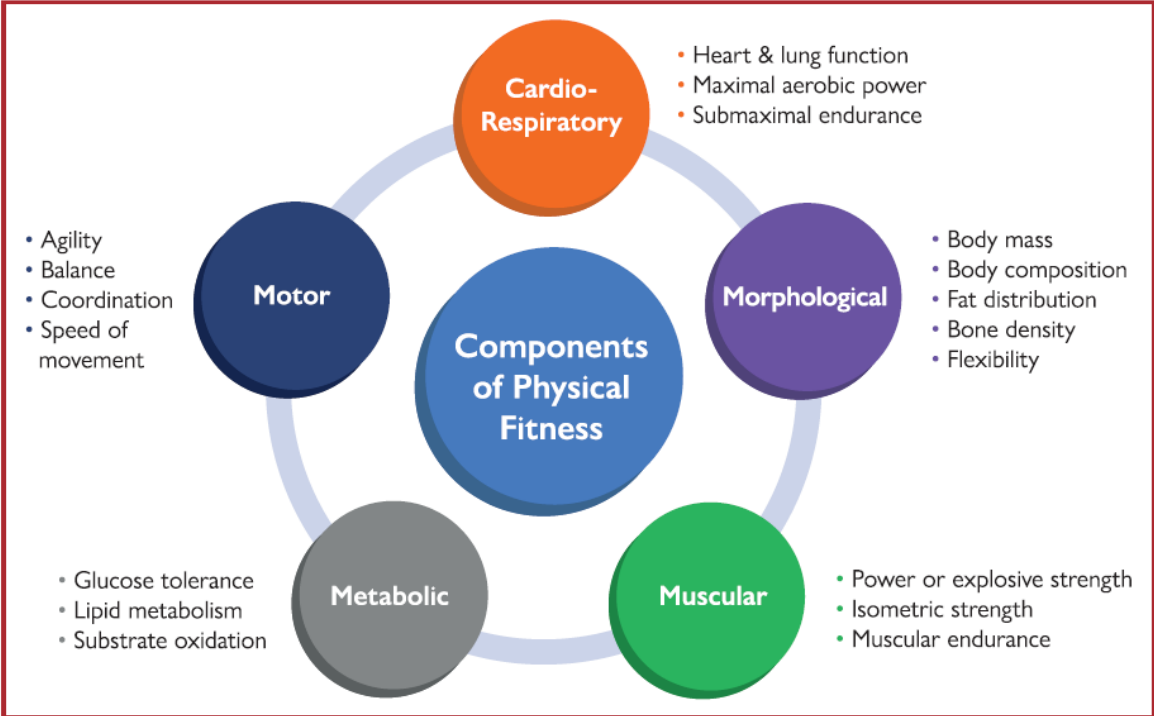 Cardio-
Respiratory
• Heart & lung function
• Maximal aerobic power
• Submaximal endurance
Motor
• Agility
• Balance
• Coordination
• Speed of
movement
Morphological
• Body mass
• Body composition
• Fat distribution
• Bone density
• Flexibility
Components
of Physical
Fitness
Metabolic
• Glucose tolerance
• Lipid metabolism
• Substrate oxidation
Muscular
• Power or explosive strength
• Isometric strength
• Muscular endurance